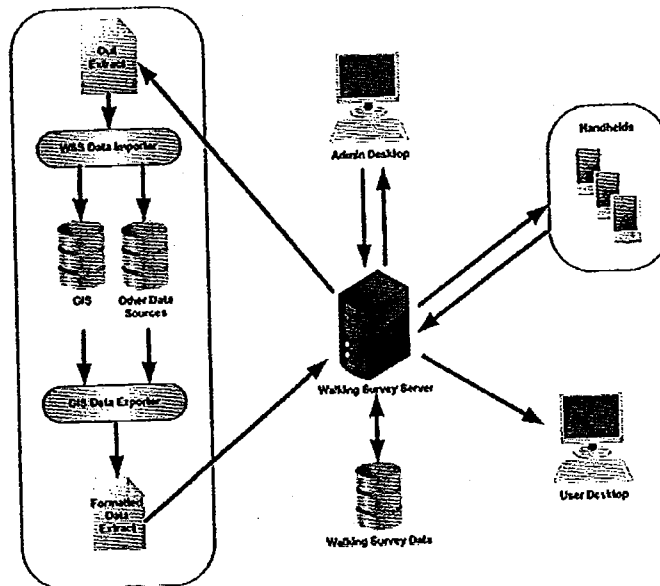 Out
Extract
WS Data Importer
GIS
Other Data
Sources
GIS Data Exporter
Formatted
Data
Extract
Admin Desktop
Handhelds
Walking Survey Server
User Desktop
Walking Survey Data